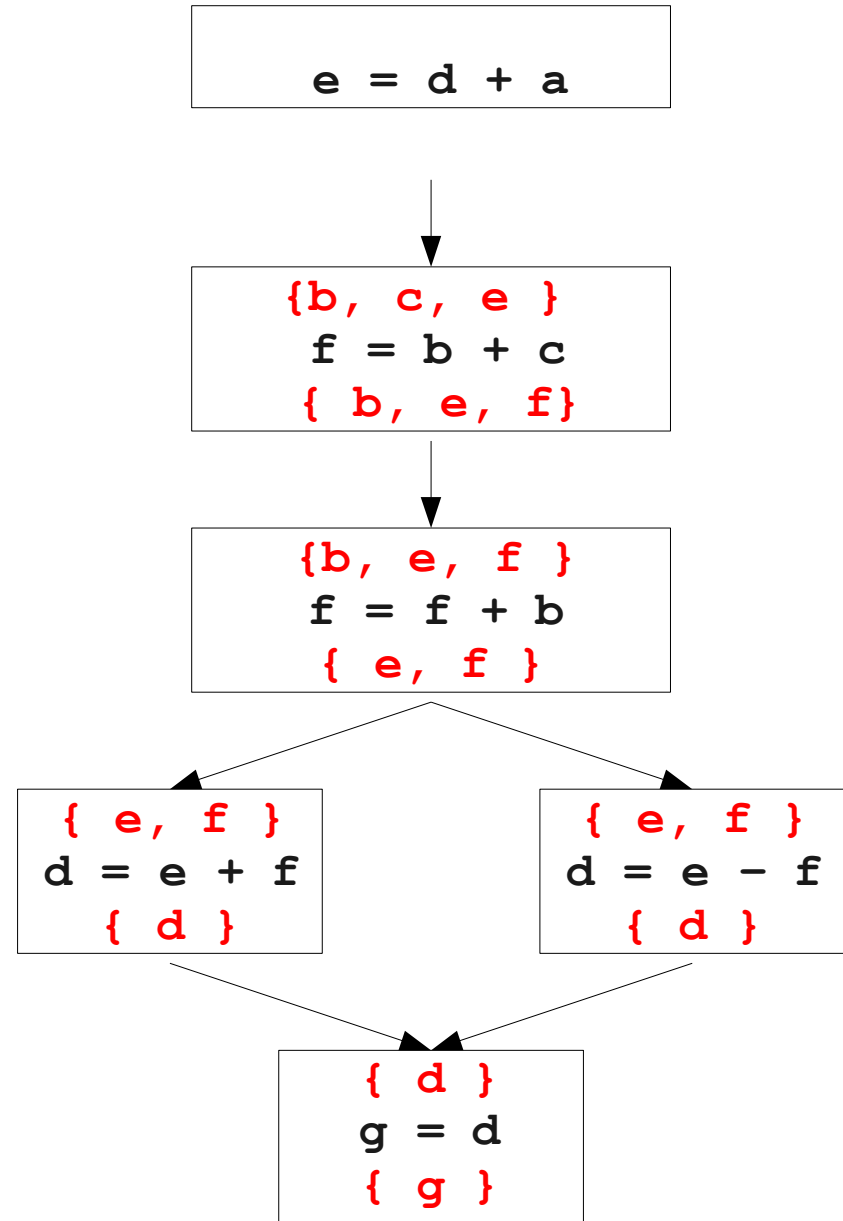 e = d + a
{b, c, e }
f = b + c
{ b, e, f}
{b, e, f }
f = f + b
{ e, f }
{ e, f }
d = e + f
{ d }
{ e, f }
d = e - f
{ d }
{ d }
g = d
{ g }